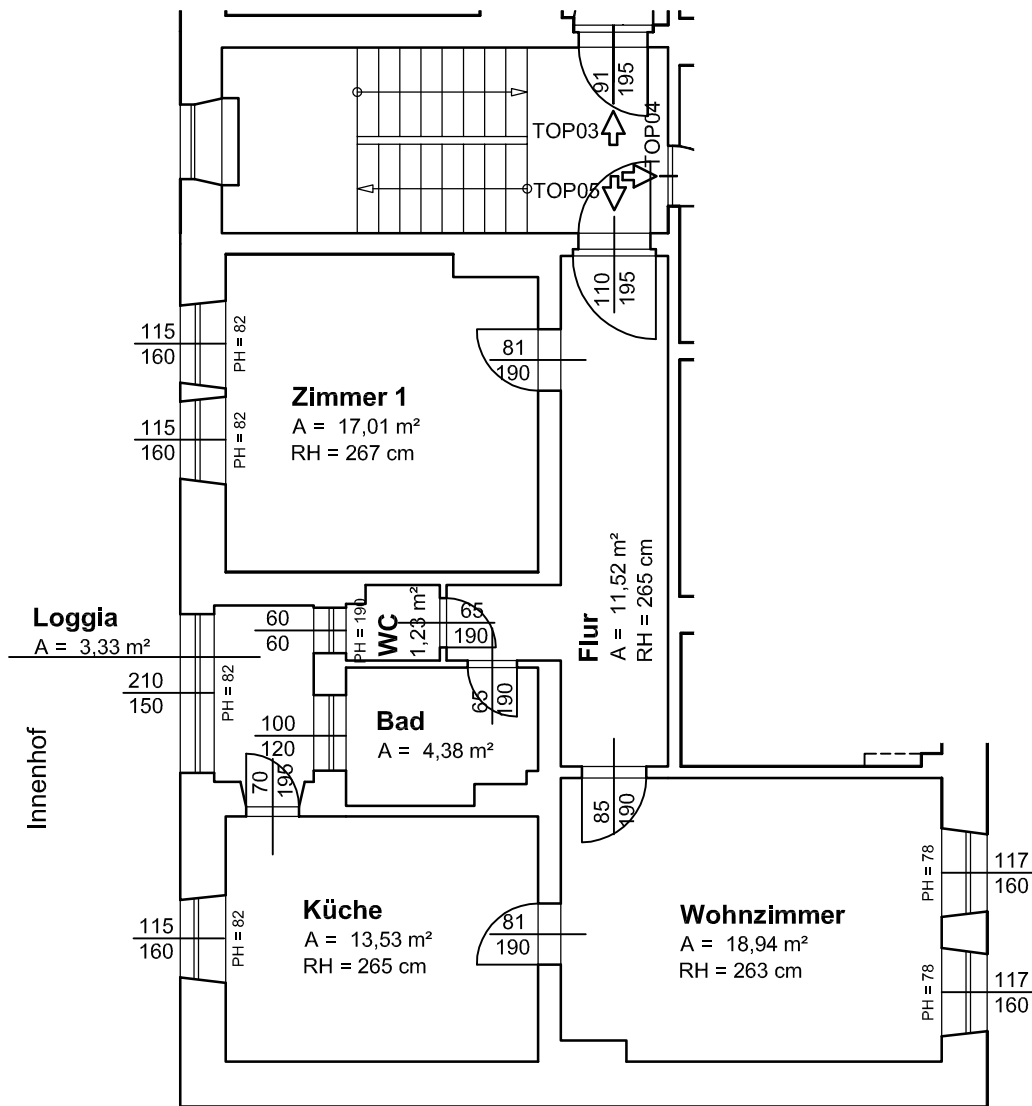 91
195
TOP03
TOP04
TOP05
110
195
115
160
PH = 82
81
190
Zimmer 1
A = 17,01 m²
RH = 267 cm
115
160
PH = 82
Loggia
A = 3,33 m²
210
150
PH = 82
60
60
PH = 190
WC
1,23 m²
65
190
Flur
A = 11,52 m²
RH = 265 cm
65
190
100
120
Bad
A = 4,38 m²
Innenhof
70
195
85
190
115
160
PH = 82
Küche
A = 13,53 m²
RH = 265 cm
81
190
Wohnzimmer
A = 18,94 m²
RH = 263 cm
PH = 78
117
160
PH = 78
117
160